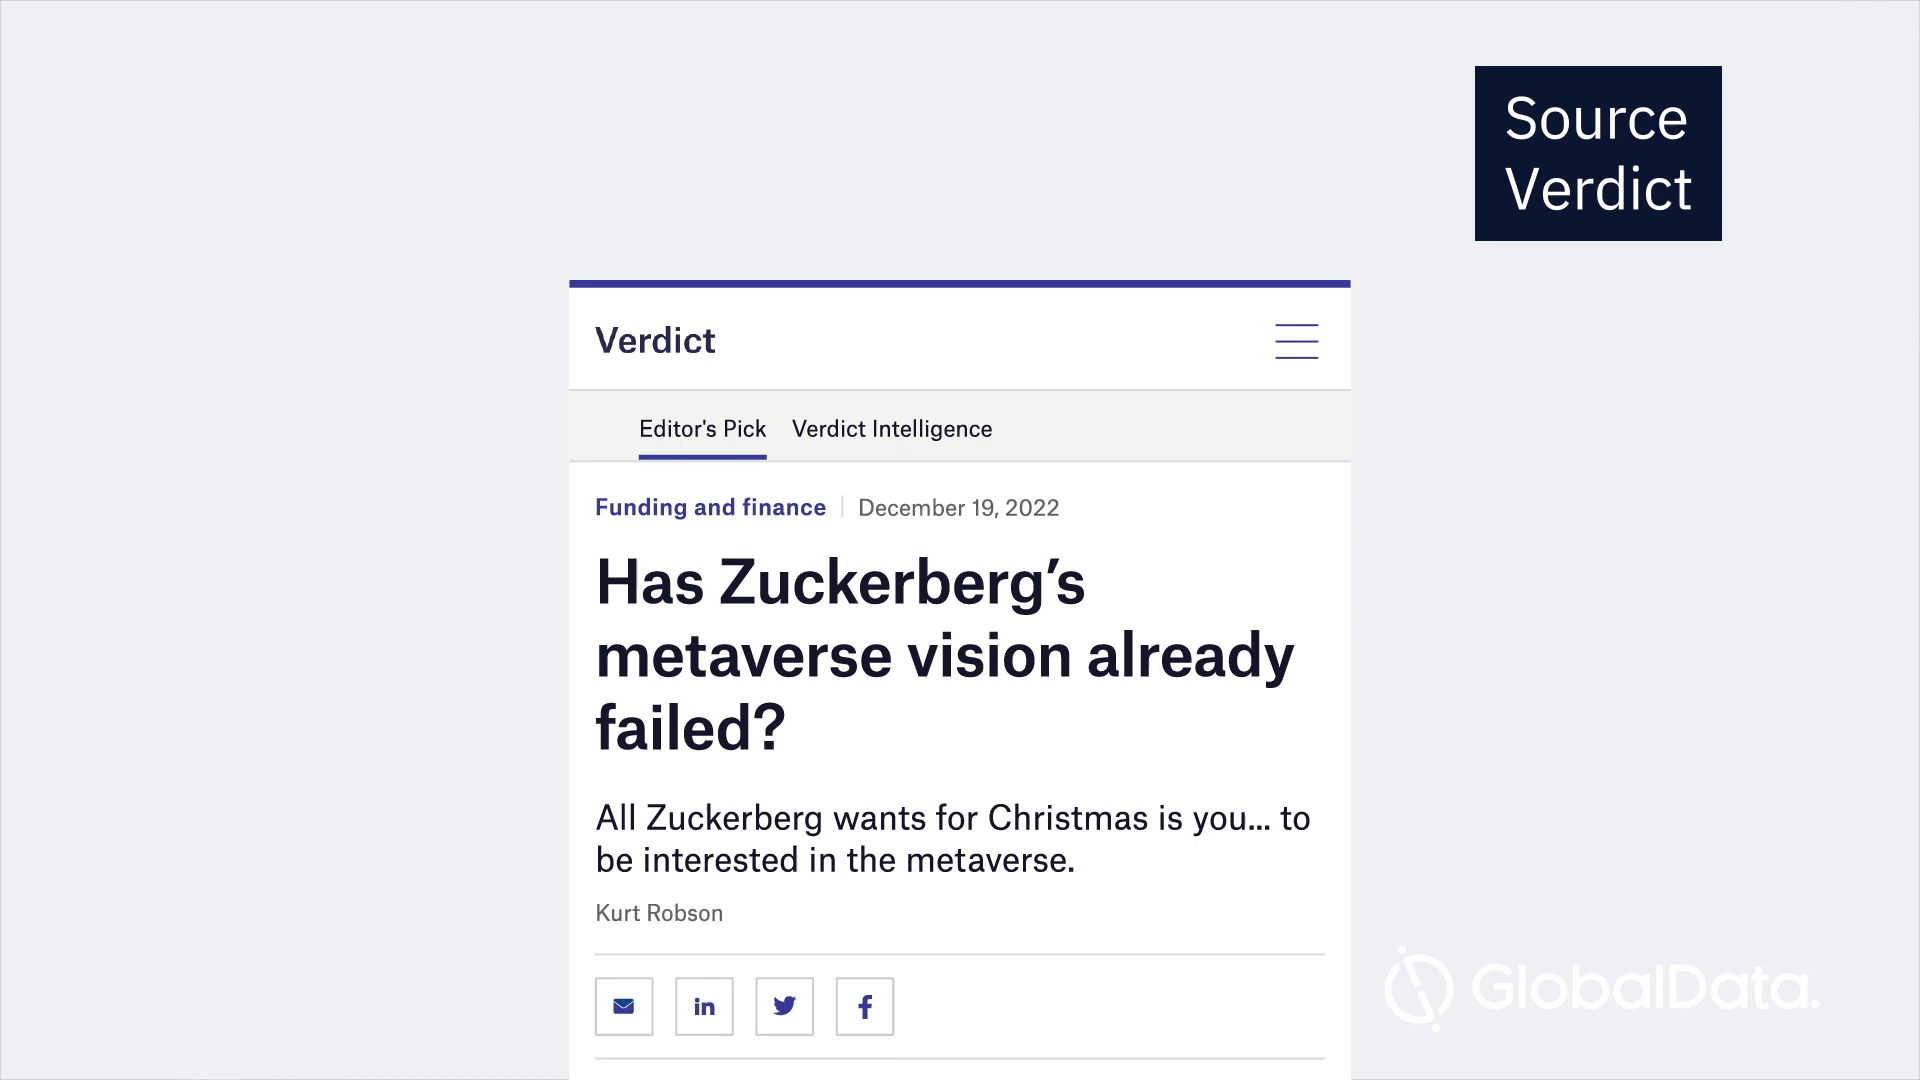 Source
Verdict
Verdict
Editor's Pick Verdict Intelligence
Funding and finance December 19, 2022
Has Zuckerberg’s
metaverse vision already
failed?
All Zuckerberg wants for Christmas is you... to
be interested in the metaverse.
Kurt Robson
in
GlobalData.